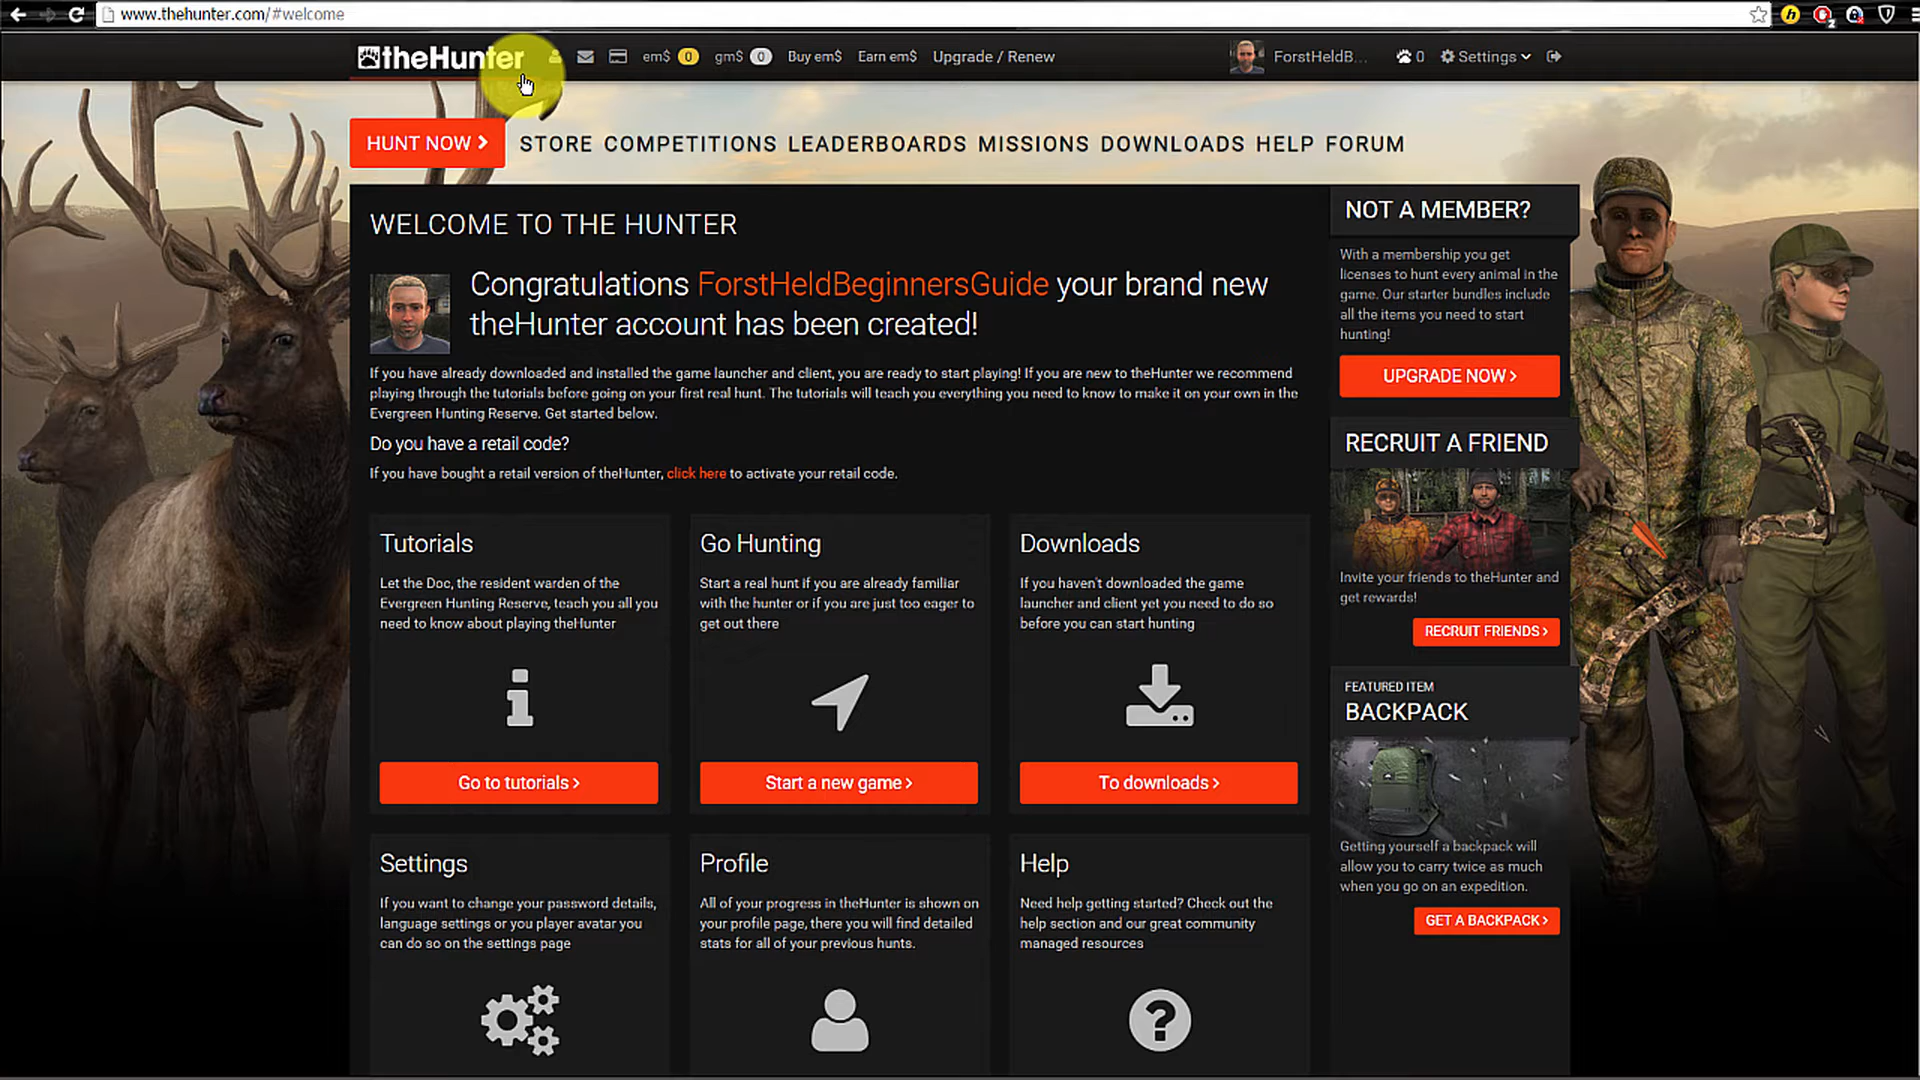 www.thehunter.com/#welcome
theHunter em$ 0 gm$ 0 Buy em$ Earn em$ Upgrade / Renew ForstHeldB... 0 Settings
HUNT NOW STORE COMPETITIONS LEADERBOARDS MISSIONS DOWNLOADS HELP FORUM
WELCOME TO THE HUNTER
Congratulations ForstHeldBeginnersGuide your brand new
theHunter account has been created!
If you have already downloaded and installed the game launcher and client, you are ready to start playing! If you are new to theHunter we recommend
playing through the tutorials before going on your first real hunt. The tutorials will teach you everything you need to know to make it on your own in the
Evergreen Hunting Reserve. Get started below.
Do you have a retail code?
If you have bought a retail version of theHunter, click here to activate your retail code.
Tutorials
Let the Doc, the resident warden of the
Evergreen Hunting Reserve, teach you all you
need to know about playing theHunter
Go to tutorials
Go Hunting
Start a real hunt if you are already familiar
with the hunter or if you are just too eager to
get out there
Start a new game
Downloads
If you haven't downloaded the game
launcher and client yet you need to do so
before you can start hunting
To downloads
Settings
If you want to change your password details,
language settings or you player avatar you
can do so on the settings page
Profile
All of your progress in theHunter is shown on
your profile page, there you will find detailed
stats for all of your previous hunts.
Help
Need help getting started? Check out the
help section and our great community
managed resources
NOT A MEMBER?
With a membership you get
licenses to hunt every animal in the
game. Our starter bundles include
all the items you need to start
hunting!
UPGRADE NOW
RECRUIT A FRIEND
Invite your friends to theHunter and
get rewards!
RECRUIT FRIENDS
FEATURED ITEM
BACKPACK
Getting yourself a backpack will
allow you to carry twice as much
when you go on an expedition.
GET A BACKPACK